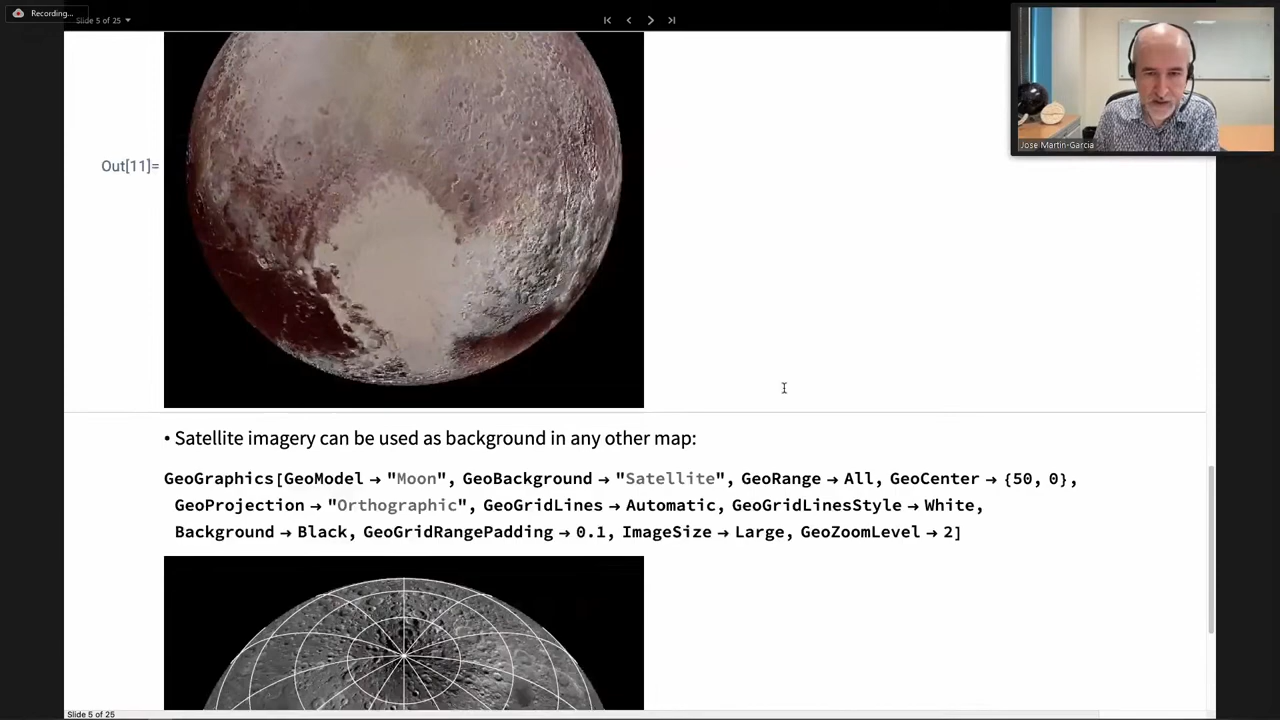 Recording...
Slide 5 of 25
Jose Martin-Garcia
Out[11]=
• Satellite imagery can be used as background in any other map:
GeoGraphics[GeoModel → "Moon", GeoBackground → "Satellite", GeoRange → All, GeoCenter → {50, 0},
GeoProjection → "Orthographic", GeoGridLines → Automatic, GeoGridLinesStyle → White,
Background → Black, GeoGridRangePadding → 0.1, ImageSize → Large, GeoZoomLevel → 2]
Slide 5 of 25